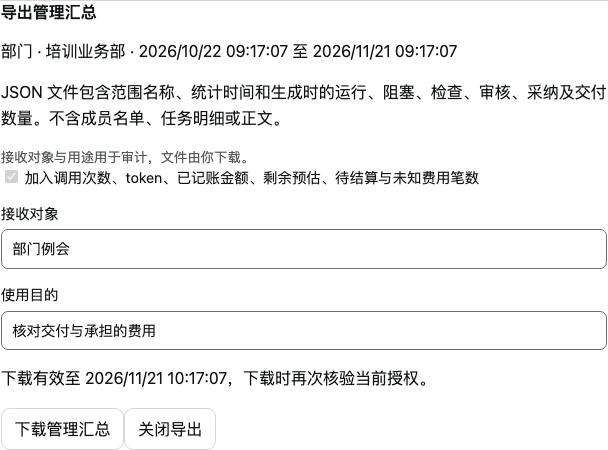 导出管理汇总
部门 · 培训业务部 · 2026/10/22 09:17:07 至 2026/11/21 09:17:07
JSON 文件包含范围名称、统计时间和生成时的运行、阻塞、检查、审核、采纳及交付
数量。不含成员名单、任务明细或正文。
接收对象与用途用于审计，文件由你下载。
加入调用次数、token、已记账金额、剩余预估、待结算与未知费用笔数
接收对象
部门例会
使用目的
核对交付与承担的费用
下载有效至 2026/11/21 10:17:07，下载时再次核验当前授权。
下载管理汇总 关闭导出